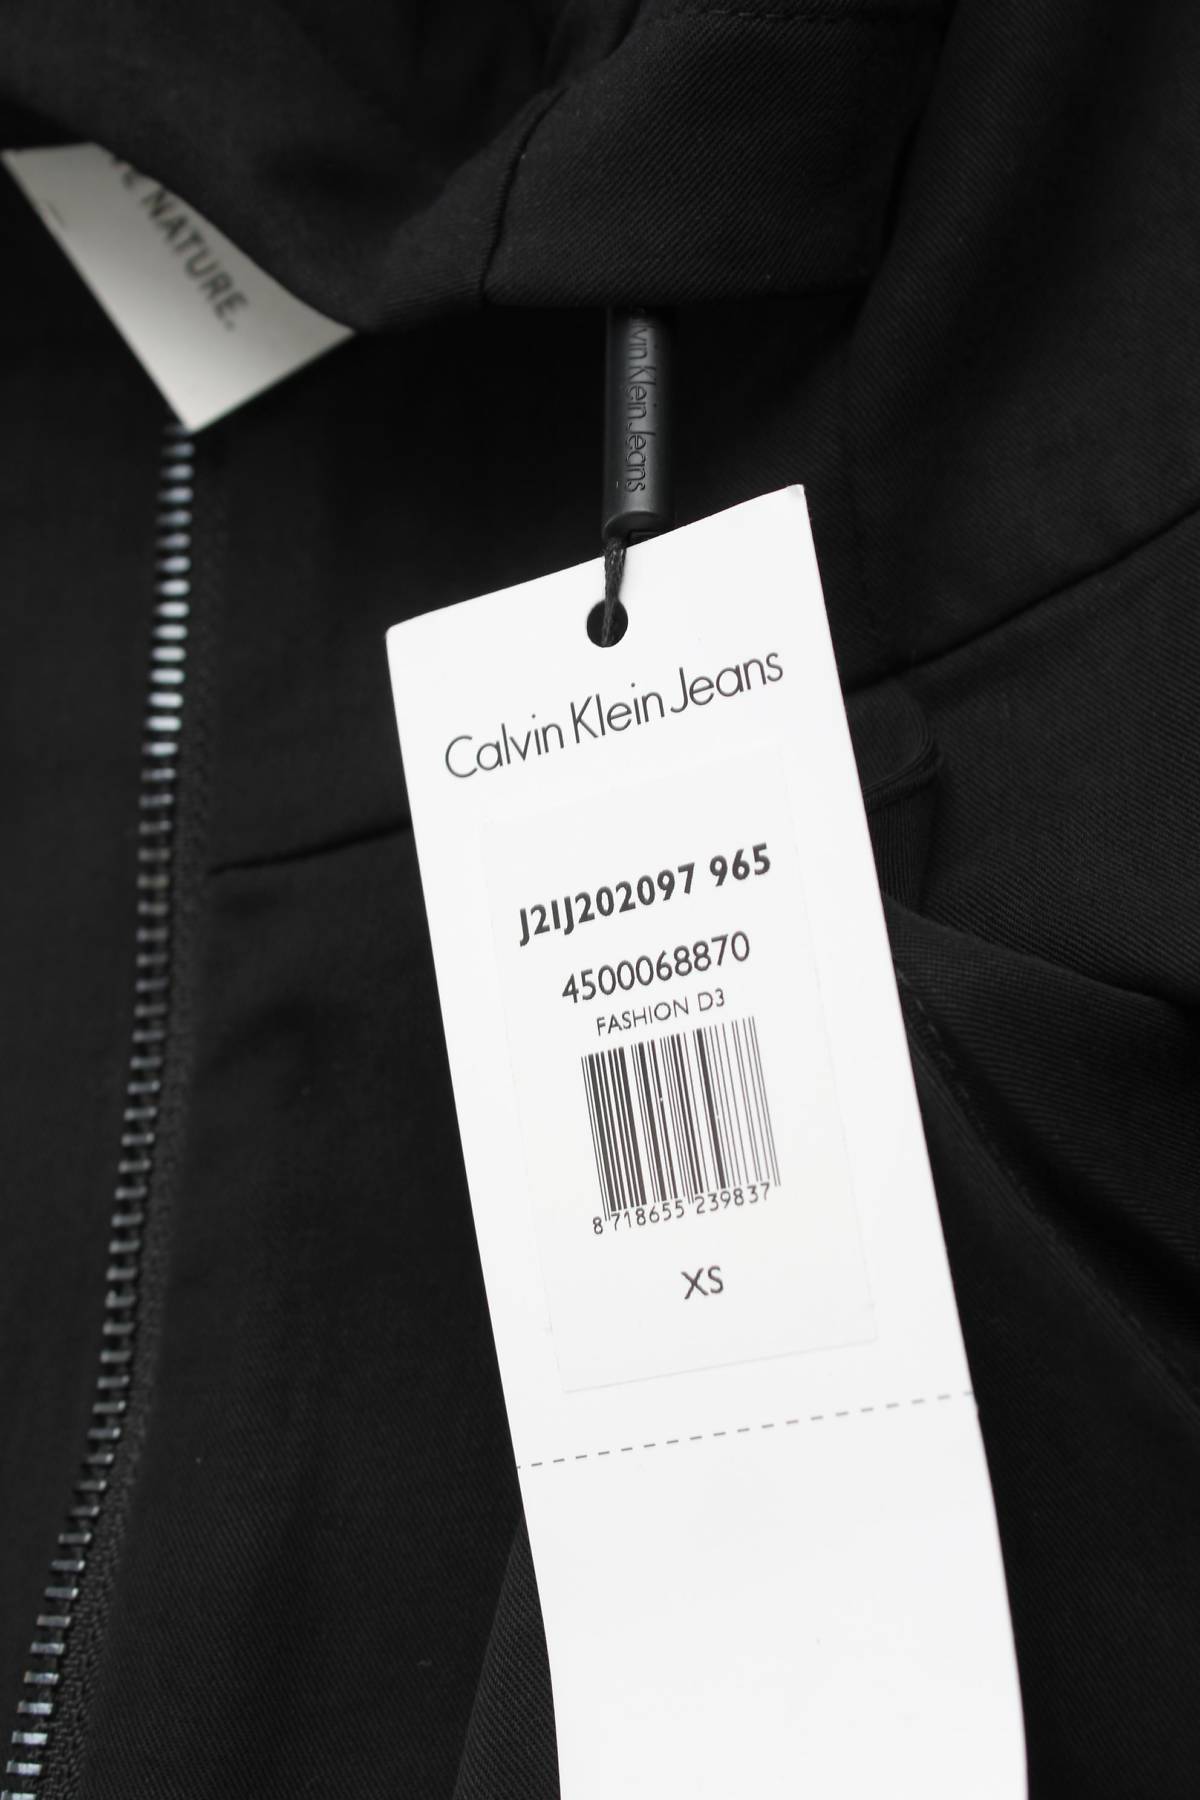 NATURE.
Calvin Klein Jeans
Calvin Klein Jeans
J2IJ202097 965
4500068870
FASHION D3
8 718655 239837
XS